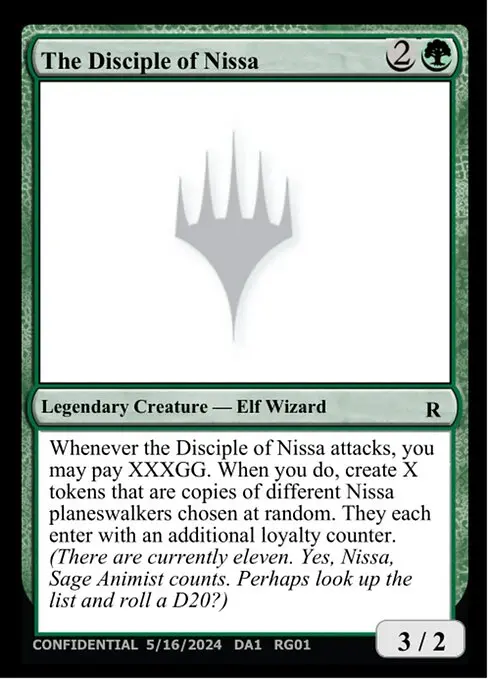 The Disciple of Nissa 2
Legendary Creature — Elf Wizard R
Whenever the Disciple of Nissa attacks, you
may pay XXXGG. When you do, create X
tokens that are copies of different Nissa
planeswalkers chosen at random. They each
enter with an additional loyalty counter.
(There are currently eleven. Yes, Nissa,
Sage Animist counts. Perhaps look up the
list and roll a D20?)
CONFIDENTIAL 5/16/2024 DA1 RG01
3 / 2